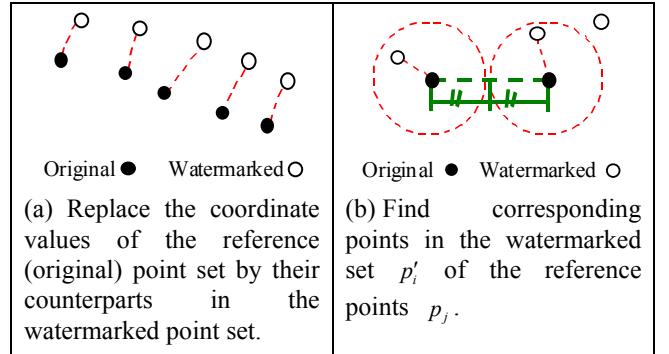 Original Watermarked
(a) Replace the coordinate
values of the reference
(original) point set by their
counterparts in the
watermarked point set.
Original Watermarked
(b) Find corresponding
points in the watermarked
set p′ᵢ of the reference
points pⱼ.